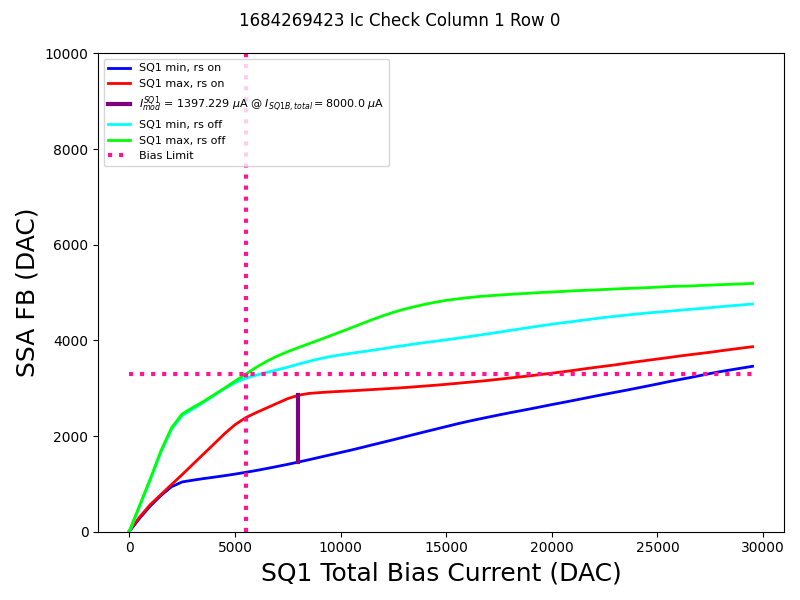 1684269423 Ic Check Column 1 Row 0
10000
8000
6000
4000
2000
0
SSA FB (DAC)
SQ1 min, rs on
SQ1 max, rs on
I_{mod}^{SQ1} = 1397.229 μA @ I_{SQ1B,total} = 8000.0 μA
SQ1 min, rs off
SQ1 max, rs off
Bias Limit
0 5000 10000 15000 20000 25000 30000
SQ1 Total Bias Current (DAC)